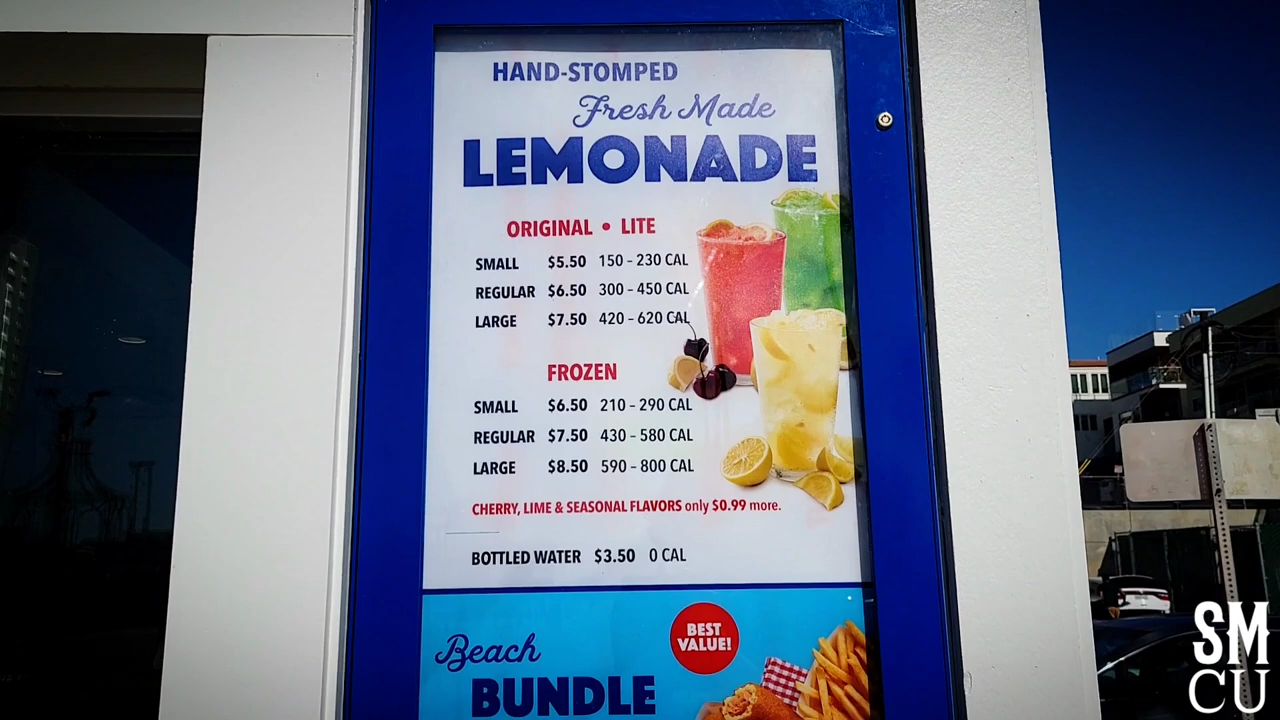 HAND-STOMPED
Fresh Made
LEMONADE
ORIGINAL • LITE
SMALL $5.50 150 – 230 CAL
REGULAR $6.50 300 – 450 CAL
LARGE $7.50 420 – 620 CAL
FROZEN
SMALL $6.50 210 – 290 CAL
REGULAR $7.50 430 – 580 CAL
LARGE $8.50 590 – 800 CAL
CHERRY, LIME & SEASONAL FLAVORS only $0.99 more.
BOTTLED WATER $3.50 0 CAL
BEST
VALUE!
Beach
BUNDLE
SM
CU